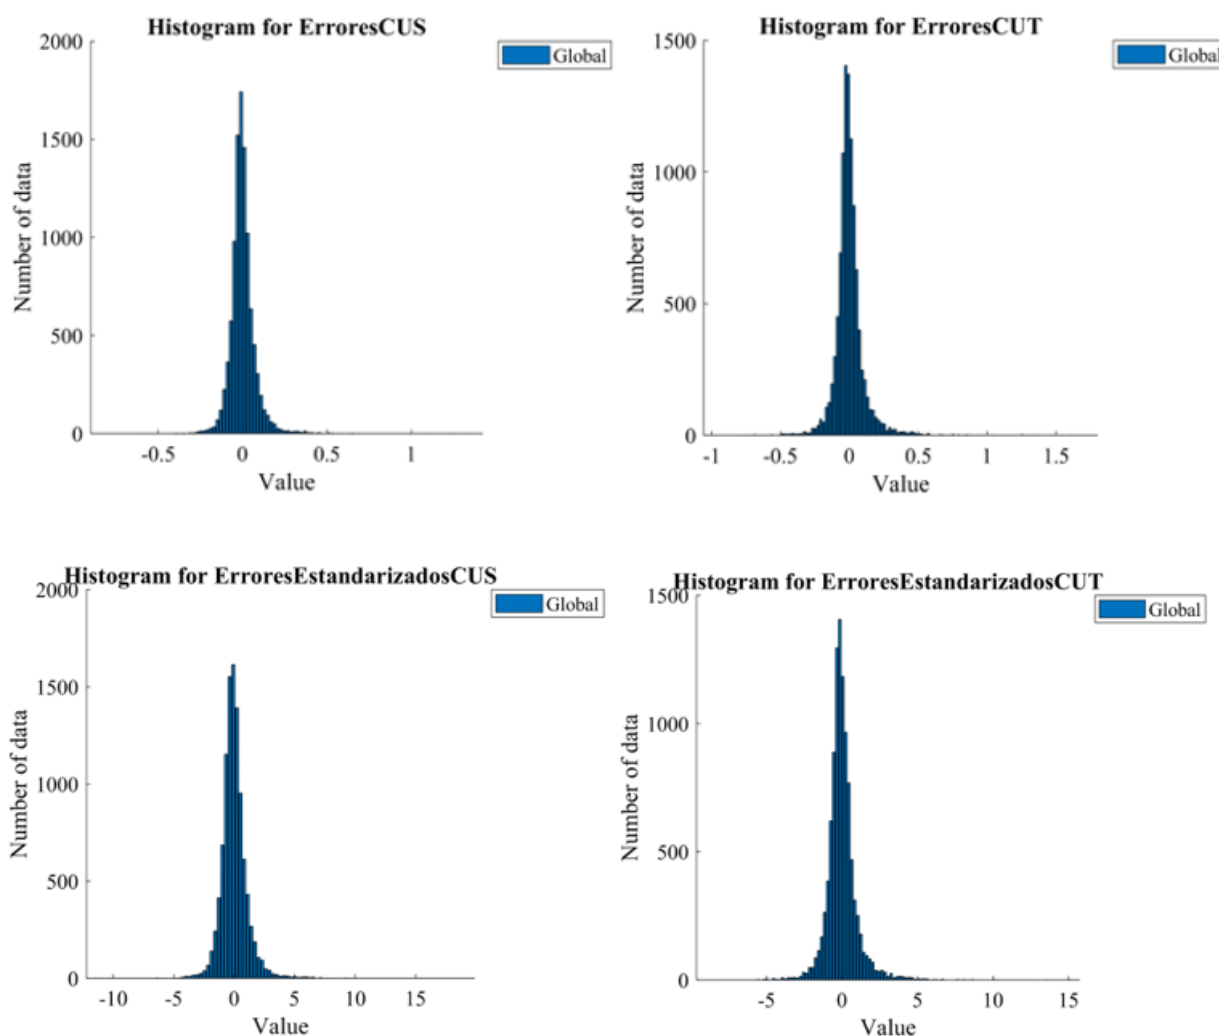 Histogram for ErroresCUS
Global
2000
1500
1000
500
0
Number of data
-0.5
0
0.5
1
Value
Histogram for ErroresCUT
Global
1500
1000
500
0
Number of data
-1
-0.5
0
0.5
1
1.5
Value
Histogram for ErroresEstandarizadosCUS
Global
2000
1500
1000
500
0
Number of data
-10
-5
0
5
10
15
Value
Histogram for ErroresEstandarizadosCUT
Global
1500
1000
500
0
Number of data
-5
0
5
10
15
Value